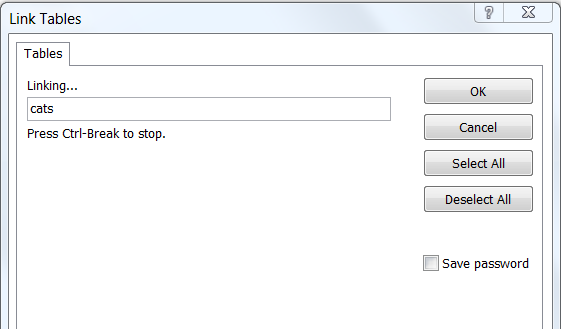 Link Tables
?
Tables
Linking...
cats
Press Ctrl-Break to stop.
OK
Cancel
Select All
Deselect All
Save password